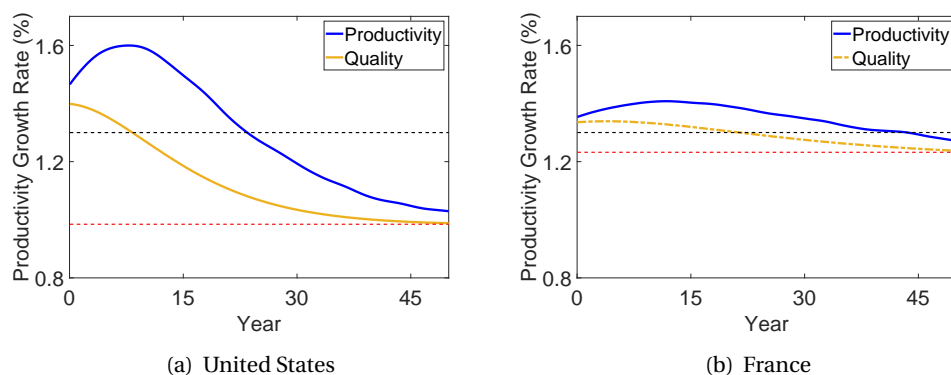 Productivity Growth Rate (%)
1.6
1.2
0.8
0 15 30 45
Year
Productivity
Quality
(a) United States
Productivity Growth Rate (%)
1.6
1.2
0.8
0 15 30 45
Year
Productivity
Quality
(b) France